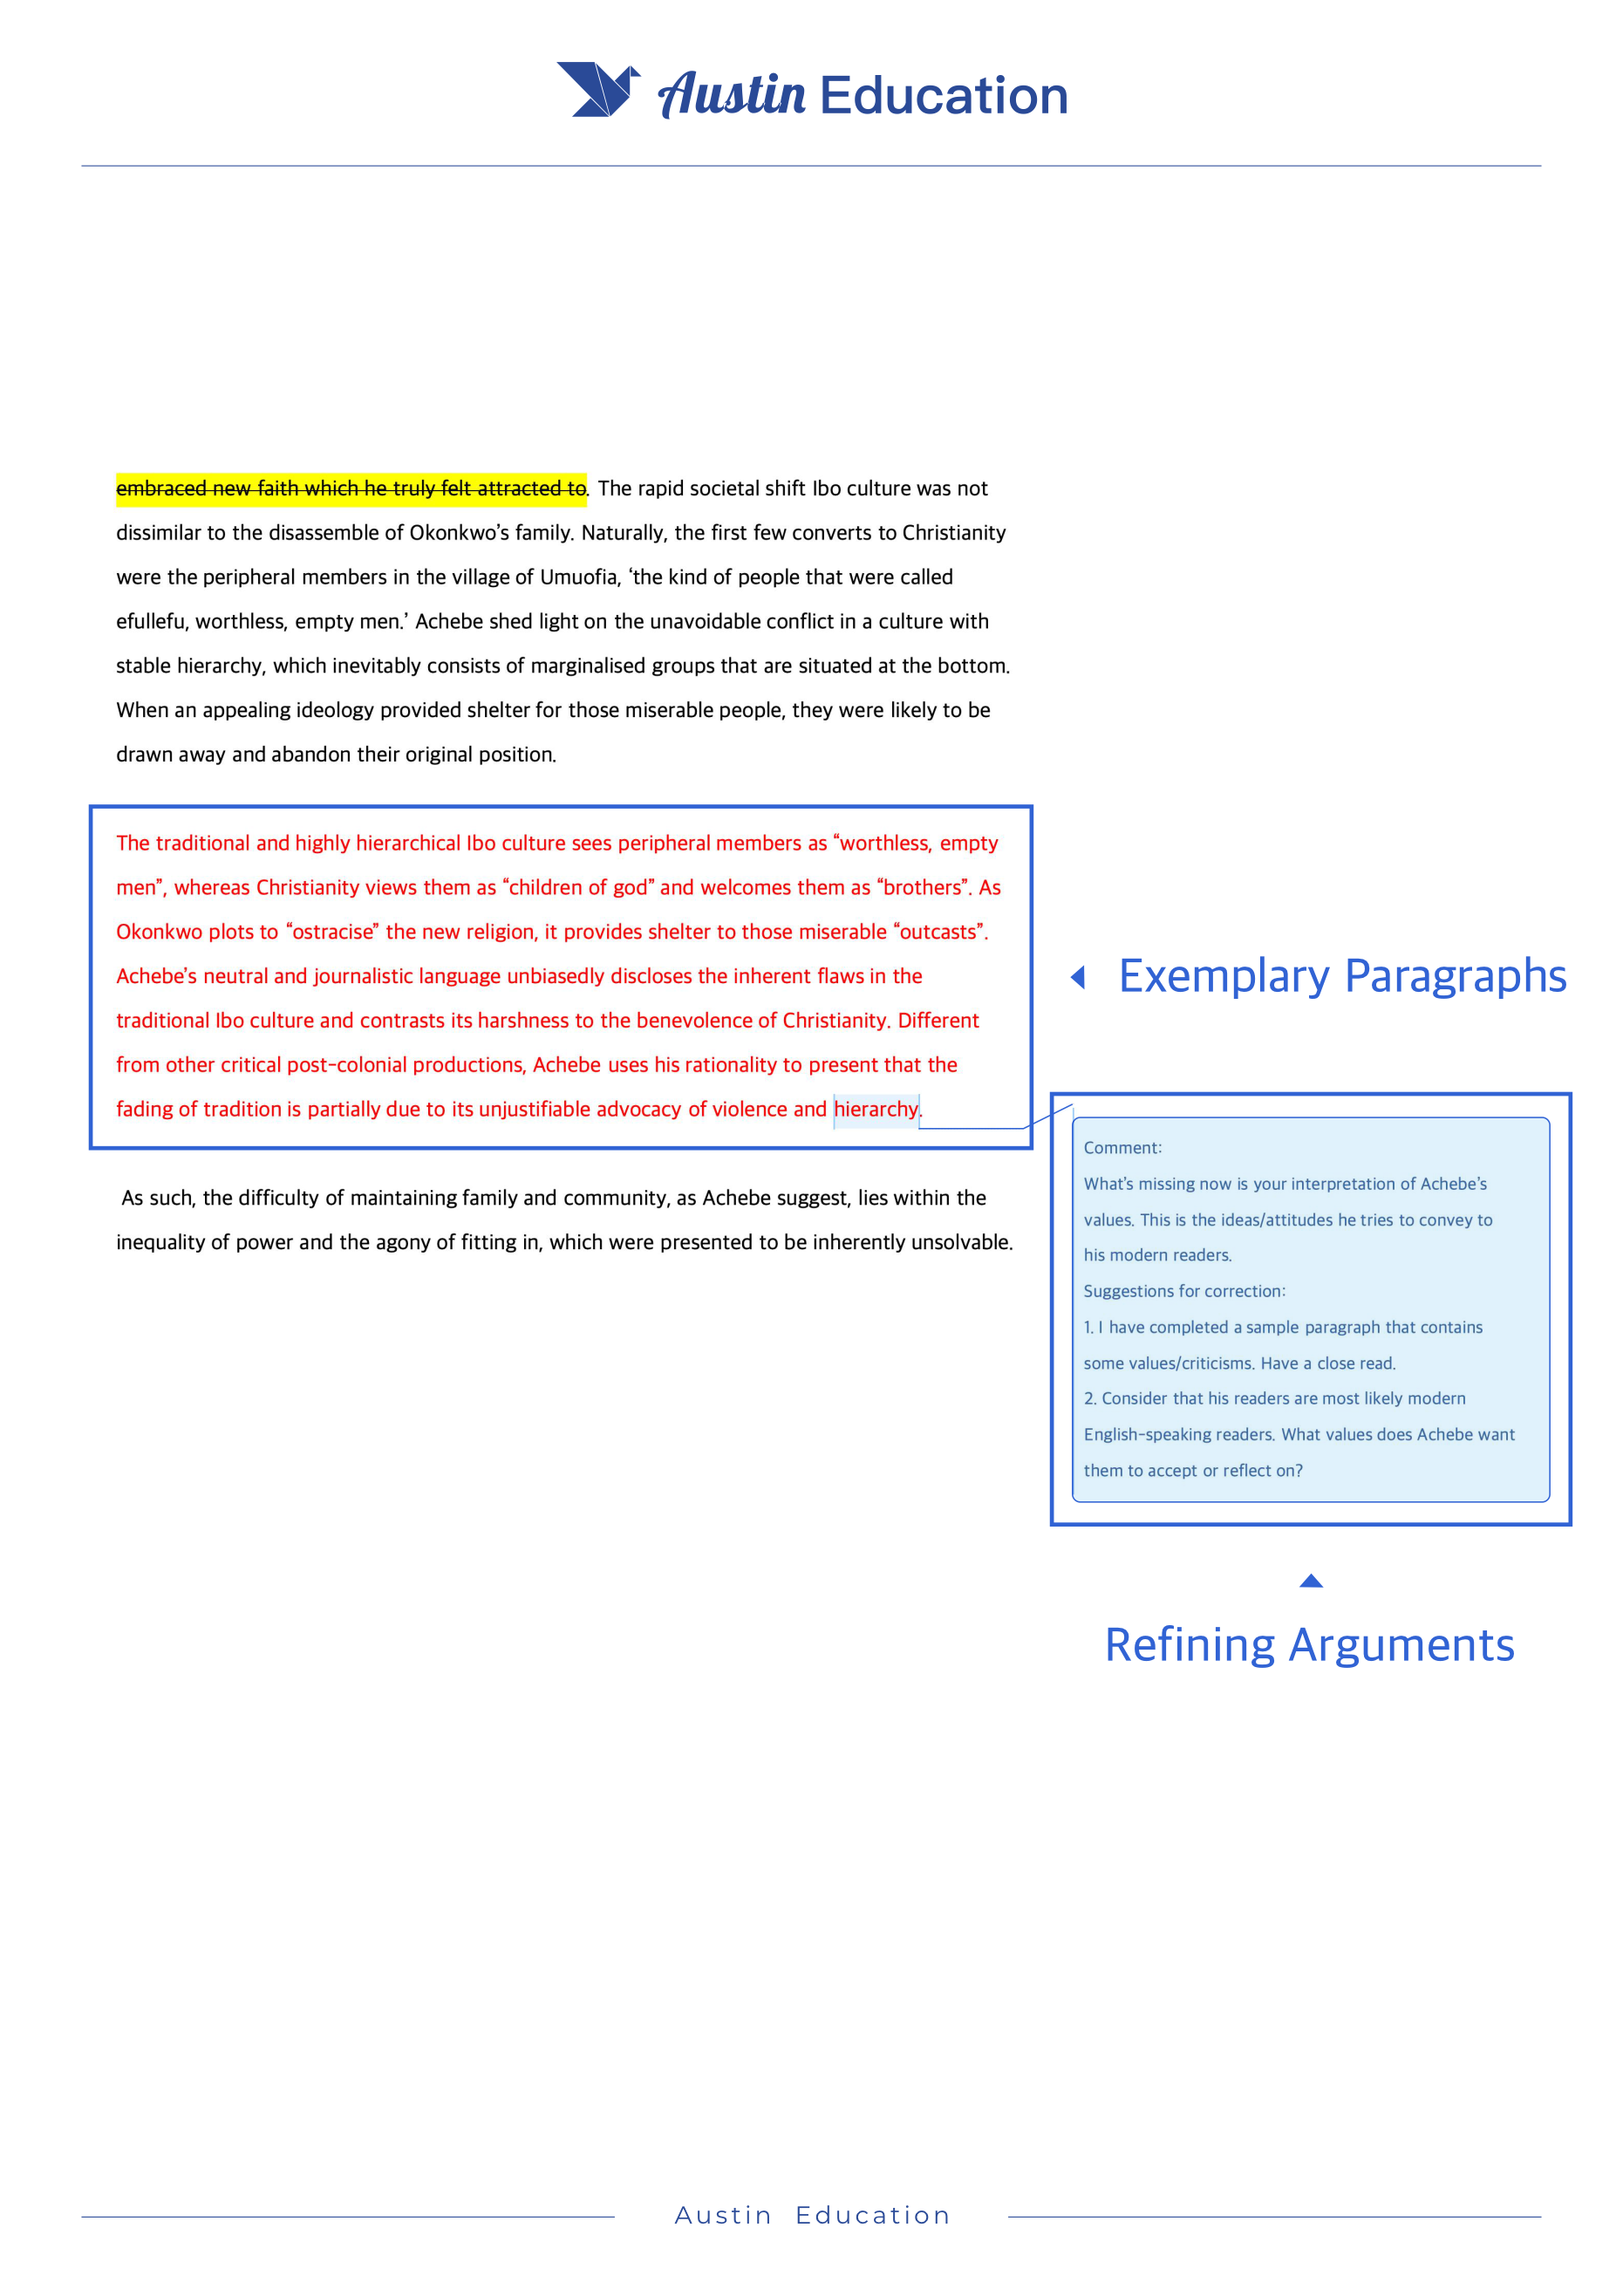 Austin Education
embraced new faith which he truly felt attracted to. The rapid societal shift Ibo culture was not
dissimilar to the disassemble of Okonkwo’s family. Naturally, the first few converts to Christianity
were the peripheral members in the village of Umuofia, ‘the kind of people that were called
efullefu, worthless, empty men.’ Achebe shed light on the unavoidable conflict in a culture with
stable hierarchy, which inevitably consists of marginalised groups that are situated at the bottom.
When an appealing ideology provided shelter for those miserable people, they were likely to be
drawn away and abandon their original position.
The traditional and highly hierarchical Ibo culture sees peripheral members as “worthless, empty
men”, whereas Christianity views them as “children of god” and welcomes them as “brothers”. As
Okonkwo plots to “ostracise” the new religion, it provides shelter to those miserable “outcasts”.
Achebe’s neutral and journalistic language unbiasedly discloses the inherent flaws in the
traditional Ibo culture and contrasts its harshness to the benevolence of Christianity. Different
from other critical post-colonial productions, Achebe uses his rationality to present that the
fading of tradition is partially due to its unjustifiable advocacy of violence and hierarchy.
Exemplary Paragraphs
As such, the difficulty of maintaining family and community, as Achebe suggest, lies within the
inequality of power and the agony of fitting in, which were presented to be inherently unsolvable.
Comment:
What’s missing now is your interpretation of Achebe’s
values. This is the ideas/attitudes he tries to convey to
his modern readers.
Suggestions for correction:
1. I have completed a sample paragraph that contains
some values/criticisms. Have a close read.
2. Consider that his readers are most likely modern
English-speaking readers. What values does Achebe want
them to accept or reflect on?
Refining Arguments
Austin Education